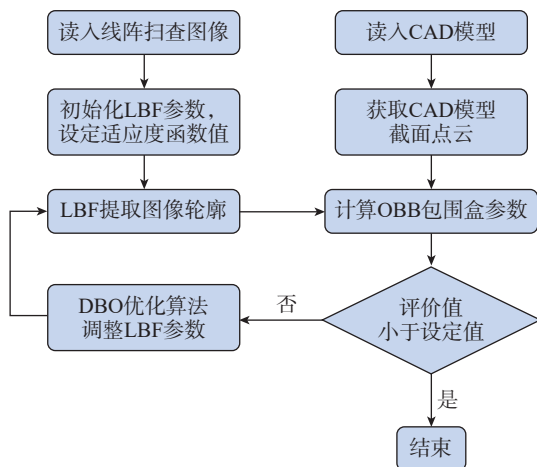 读入线阵扫查图像
读入CAD模型
初始化LBF参数，
设定适应度函数值
获取CAD模型
截面点云
LBF提取图像轮廓
计算OBB包围盒参数
DBO优化算法
调整LBF参数
否
评价值
小于设定值
是
结束